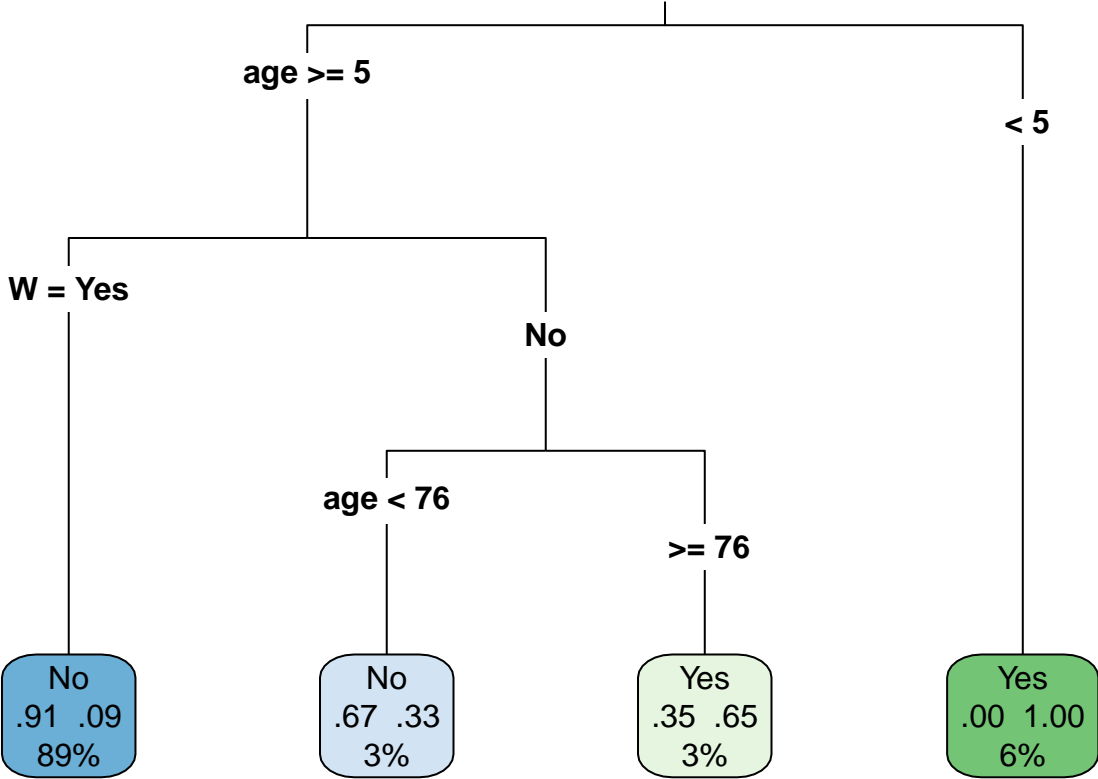 age >= 5
< 5
W = Yes
No
age < 76
>= 76
No
.91 .09
89%
No
.67 .33
3%
Yes
.35 .65
3%
Yes
.00 1.00
6%